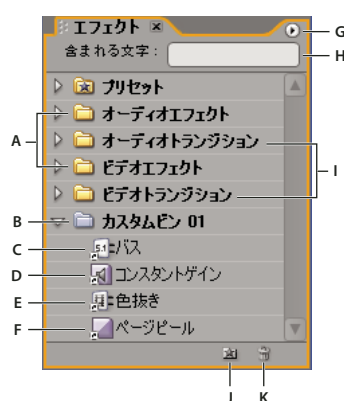 エフェクト
G
含まれる文字：
H
プリセット
オーディオエフェクト
A
オーディオトランジション
I
ビデオエフェクト
ビデオトランジション
B
カスタムビン 01
C
5.1
バス
D
コンスタントゲイン
E
色抜き
F
ページピール
J
K